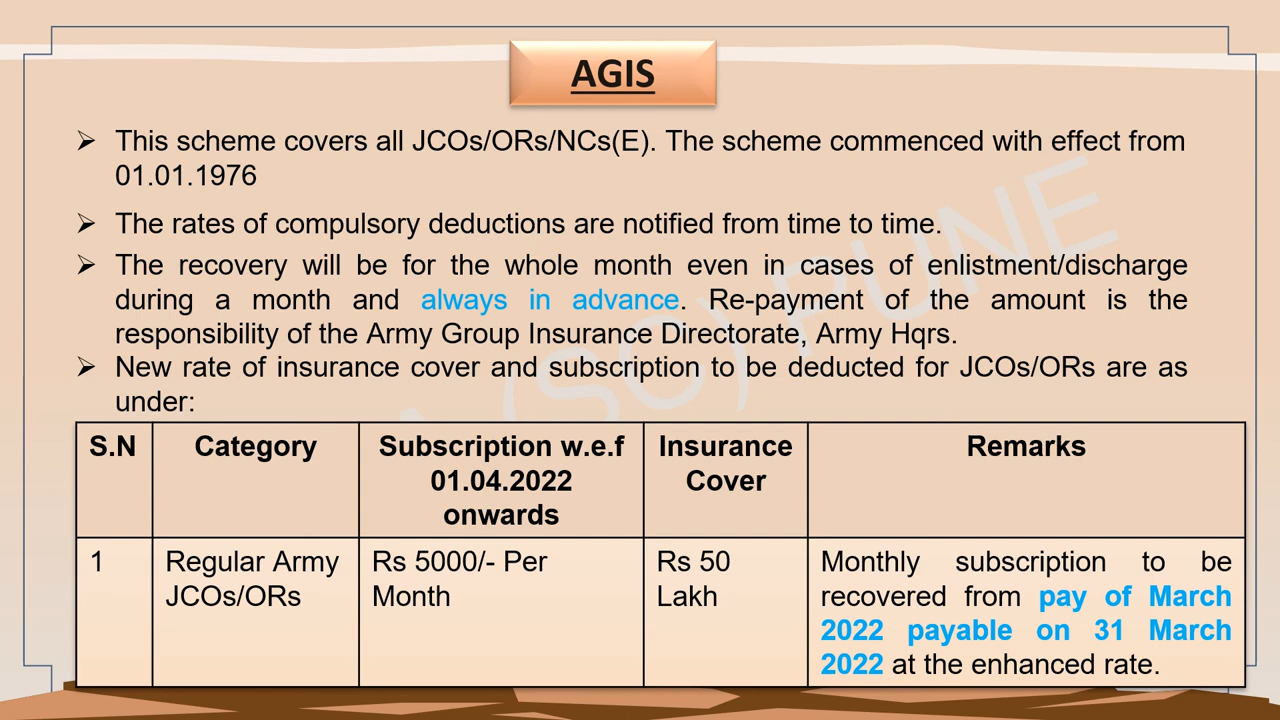 AGIS
➢ This scheme covers all JCOs/ORs/NCs(E). The scheme commenced with effect from
01.01.1976
➢ The rates of compulsory deductions are notified from time to time.
➢ The recovery will be for the whole month even in cases of enlistment/discharge
during a month and always in advance. Re-payment of the amount is the
responsibility of the Army Group Insurance Directorate, Army Hqrs.
➢ New rate of insurance cover and subscription to be deducted for JCOs/ORs are as
under:
S.N Category Subscription w.e.f Insurance Remarks
01.04.2022 Cover
onwards
1 Regular Army Rs 5000/- Per Rs 50 Monthly subscription to be
JCOs/ORs Month Lakh recovered from pay of March
2022 payable on 31 March
2022 at the enhanced rate.
A (SO) PUNE